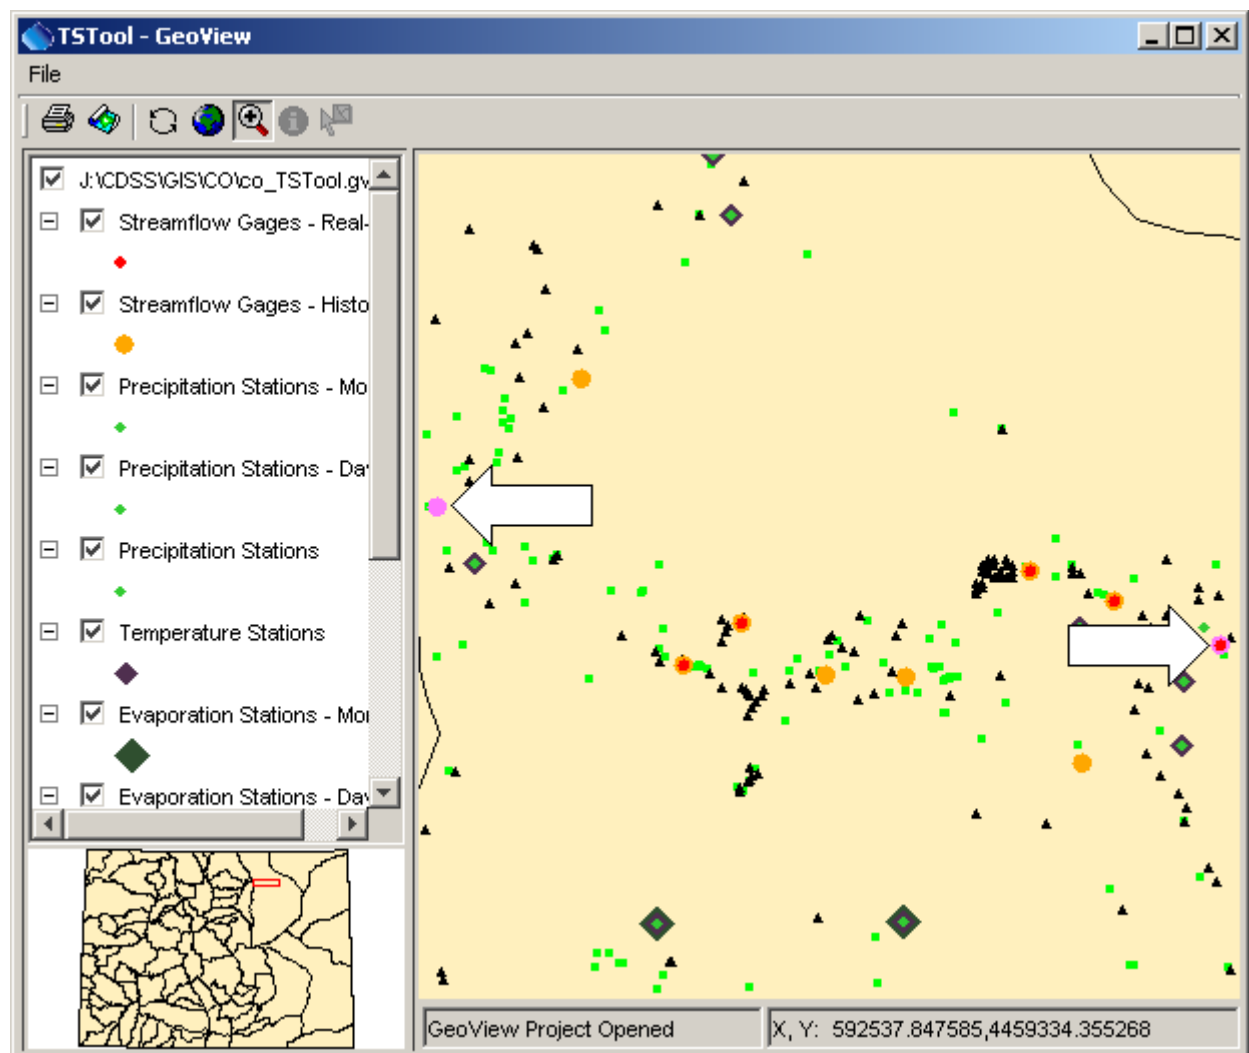 TSTool - GeoView
File
J:\CDSS\GIS\CO\co_TSTool.gv
Streamflow Gages - Real-
Streamflow Gages - Histo
Precipitation Stations - Mo
Precipitation Stations - Da
Precipitation Stations
Temperature Stations
Evaporation Stations - Mo
Evaporation Stations - Da
GeoView Project Opened
X, Y: 592537.847585,4459334.355268